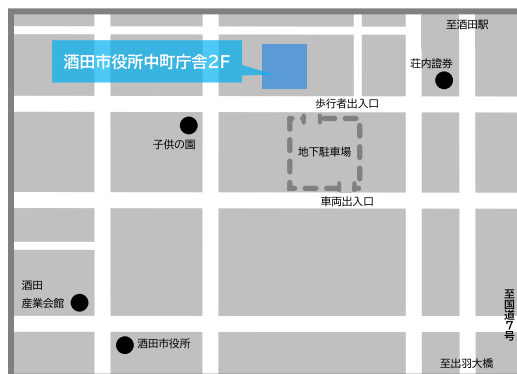 至酒田駅
酒田市役所中町庁舎2F
荘内證券
歩行者出入口
子供の園
地下駐車場
車両出入口
酒田
産業会館
至国道7号
酒田市役所
至出羽大橋